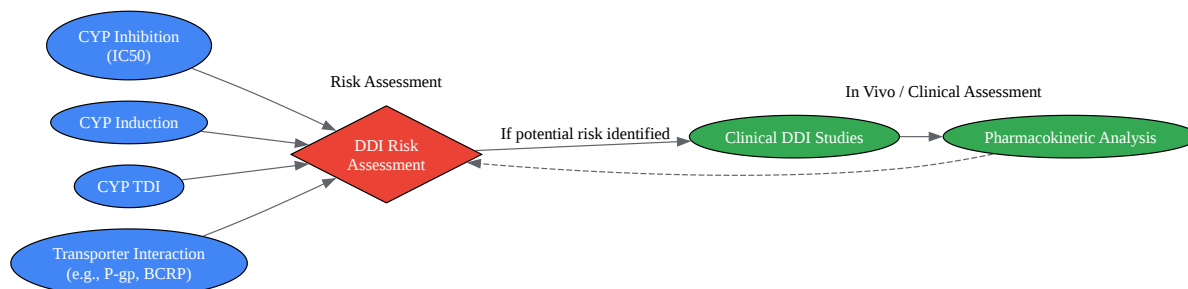 CYP Inhibition
(IC50)
CYP Induction
CYP TDI
Transporter Interaction
(e.g., P-gp, BCRP)
Risk Assessment
DDI Risk
Assessment
If potential risk identified
In Vivo / Clinical Assessment
Clinical DDI Studies
Pharmacokinetic Analysis